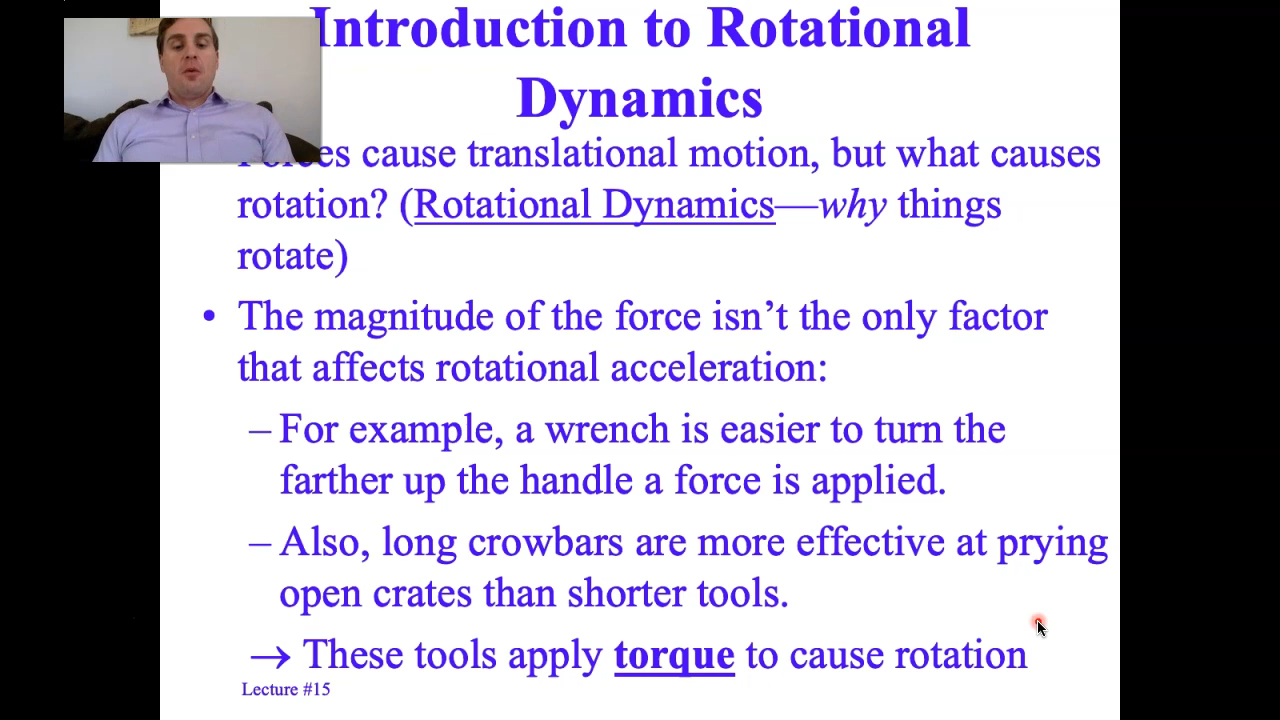 Introduction to Rotational
Dynamics
Forces cause translational motion, but what causes
rotation? (Rotational Dynamics—why things
rotate)
• The magnitude of the force isn’t the only factor
that affects rotational acceleration:
– For example, a wrench is easier to turn the
farther up the handle a force is applied.
– Also, long crowbars are more effective at prying
open crates than shorter tools.
→ These tools apply torque to cause rotation
Lecture #15